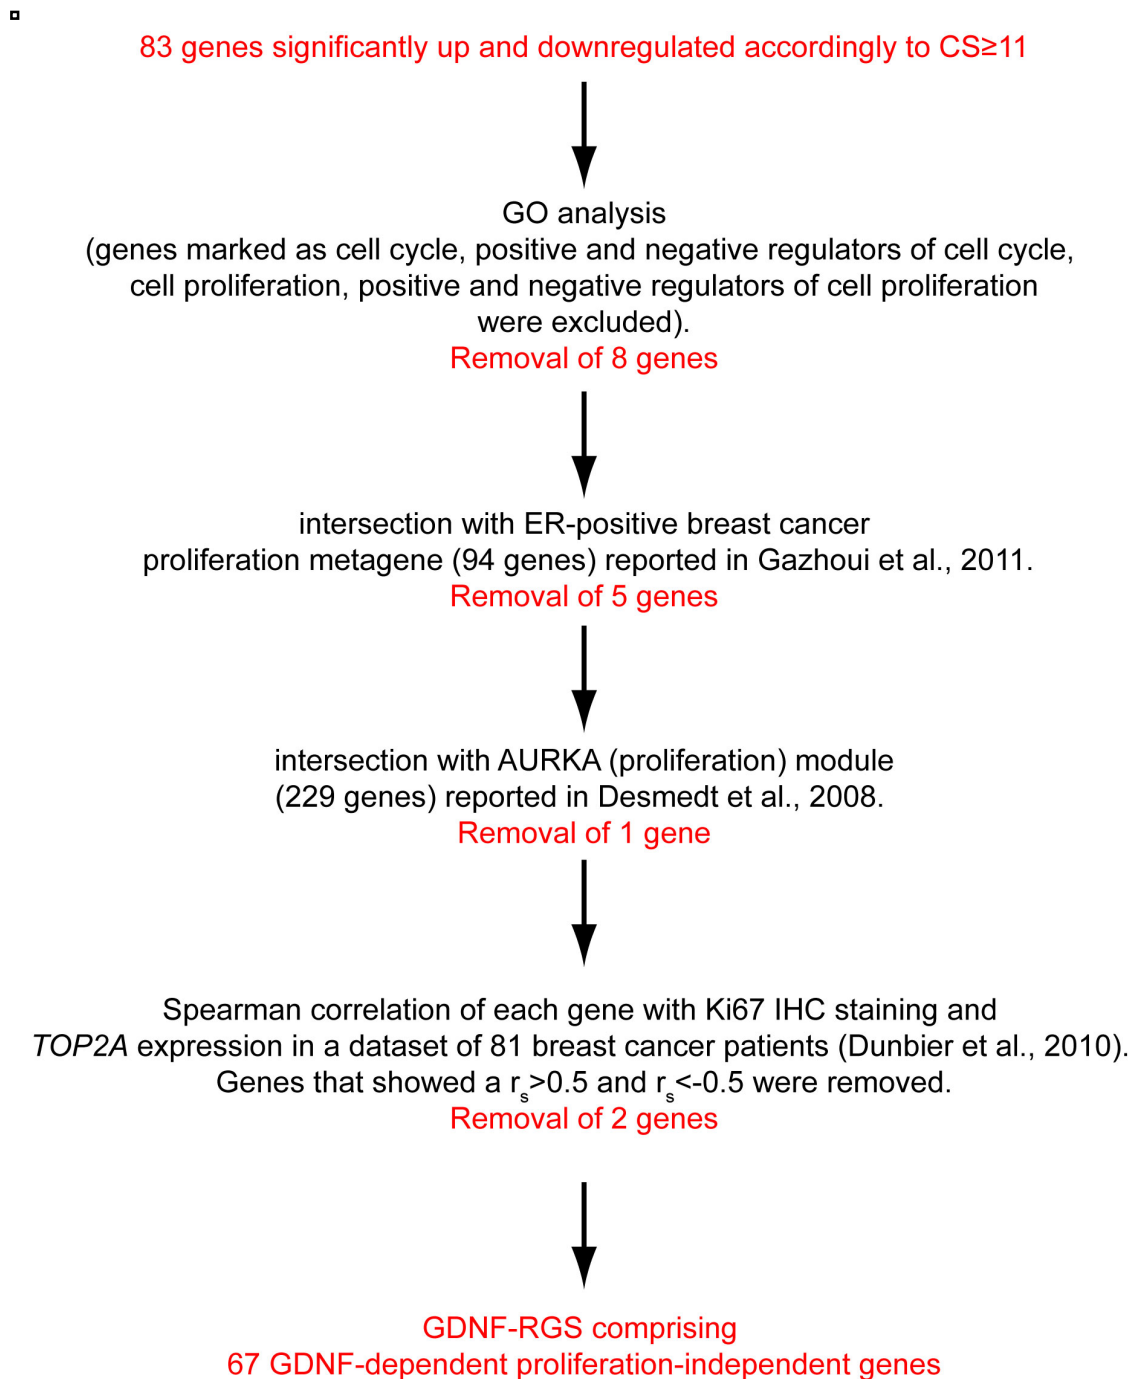 83 genes significantly up and downregulated accordingly to CS≥11
GO analysis
(genes marked as cell cycle, positive and negative regulators of cell cycle,
cell proliferation, positive and negative regulators of cell proliferation
were excluded).
Removal of 8 genes
intersection with ER-positive breast cancer
proliferation metagene (94 genes) reported in Gazhoui et al., 2011.
Removal of 5 genes
intersection with AURKA (proliferation) module
(229 genes) reported in Desmedt et al., 2008.
Removal of 1 gene
Spearman correlation of each gene with Ki67 IHC staining and
TOP2A expression in a dataset of 81 breast cancer patients (Dunbier et al., 2010).
Genes that showed a rs>0.5 and rs<-0.5 were removed.
Removal of 2 genes
GDNF-RGS comprising
67 GDNF-dependent proliferation-independent genes